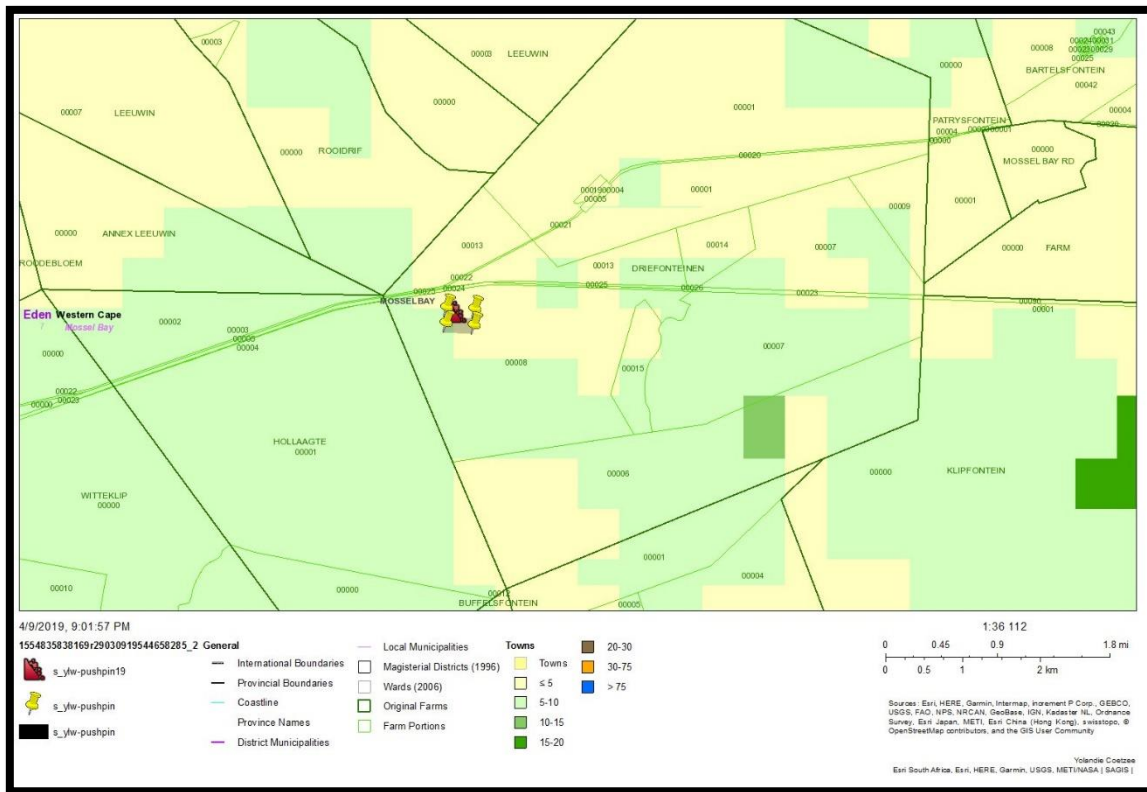 00003
LEEUWIN
00003
LEEUWIN
00007
00000
00000
ROOIDRIF
00001
00000
00043
0002400031
0002300029
00025
00008
BARTELSFONTEIN
00042
00004
PATRYSFONTEIN
00004
00000
00000
MOSSEL BAY RD
00020
0001900004
00005
00001
00009
00001
00021
00000
ANNEX LEEUWIN
ROODEBLOEM
00013
00014
00007
00000
FARM
00013
DRIEFONTEINEN
00022
00024
00025
00025
00026
00023
MOSSELBAY
00001
Eden Western Cape
Mossel Bay
00002
00003
00004
00000
00008
00007
00015
00022
00023
00000
HOLLAAGTE
00001
00006
00000
KLIPFONTEIN
WITTEKLIP
00000
00001
00004
00010
00000
00012
BUFFELSFONTEIN
00005
4/9/2019, 9:01:57 PM
1:36 112
1554835838169r29030919544658285_2
s_ylw-pushpin19
s_ylw-pushpin
s_ylw-pushpin
General
International Boundaries
Provincial Boundaries
Coastline
Province Names
District Municipalities
Local Municipalities
Magisterial Districts (1996)
Wards (2006)
Original Farms
Farm Portions
Towns
Towns
≤ 5
5-10
10-15
15-20
20-30
30-75
> 75
0 0.45 0.9 1.8 mi
0 0.5 1 2 km
Sources: Esri, HERE, Garmin, Intermap, increment P Corp., GEBCO,
USGS, FAO, NPS, NRCAN, GeoBase, IGN, Kadaster NL, Ordnance
Survey, Esri Japan, METI, Esri China (Hong Kong), swisstopo, ©
OpenStreetMap contributors, and the GIS User Community
Yolandie Coetzee
Esri South Africa, Esri, HERE, Garmin, USGS, METI/NASA | SAGIS |